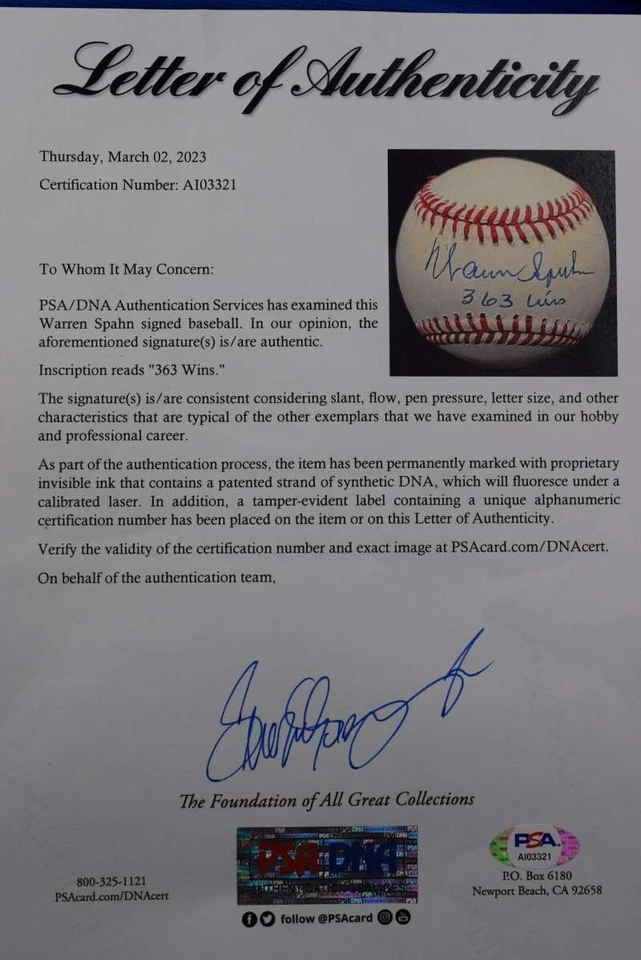 Letter of Authenticity
Thursday, March 02, 2023
Certification Number: AI03321
Warren Spahn
363 Wins
To Whom It May Concern:
PSA/DNA Authentication Services has examined this
Warren Spahn signed baseball. In our opinion, the
aforementioned signature(s) is/are authentic.
Inscription reads "363 Wins."
The signature(s) is/are consistent considering slant, flow, pen pressure, letter size, and other
characteristics that are typical of the other exemplars that we have examined in our hobby
and professional career.
As part of the authentication process, the item has been permanently marked with proprietary
invisible ink that contains a patented strand of synthetic DNA, which will fluoresce under a
calibrated laser. In addition, a tamper-evident label containing a unique alphanumeric
certification number has been placed on the item or on this Letter of Authenticity.
Verify the validity of the certification number and exact image at PSAcard.com/DNAcert.
On behalf of the authentication team,
The Foundation of All Great Collections
800-325-1121
PSAcard.com/DNAcert
PSA DNA
follow @PSAcard
PSA
AI03321
P.O. Box 6180
Newport Beach, CA 92658